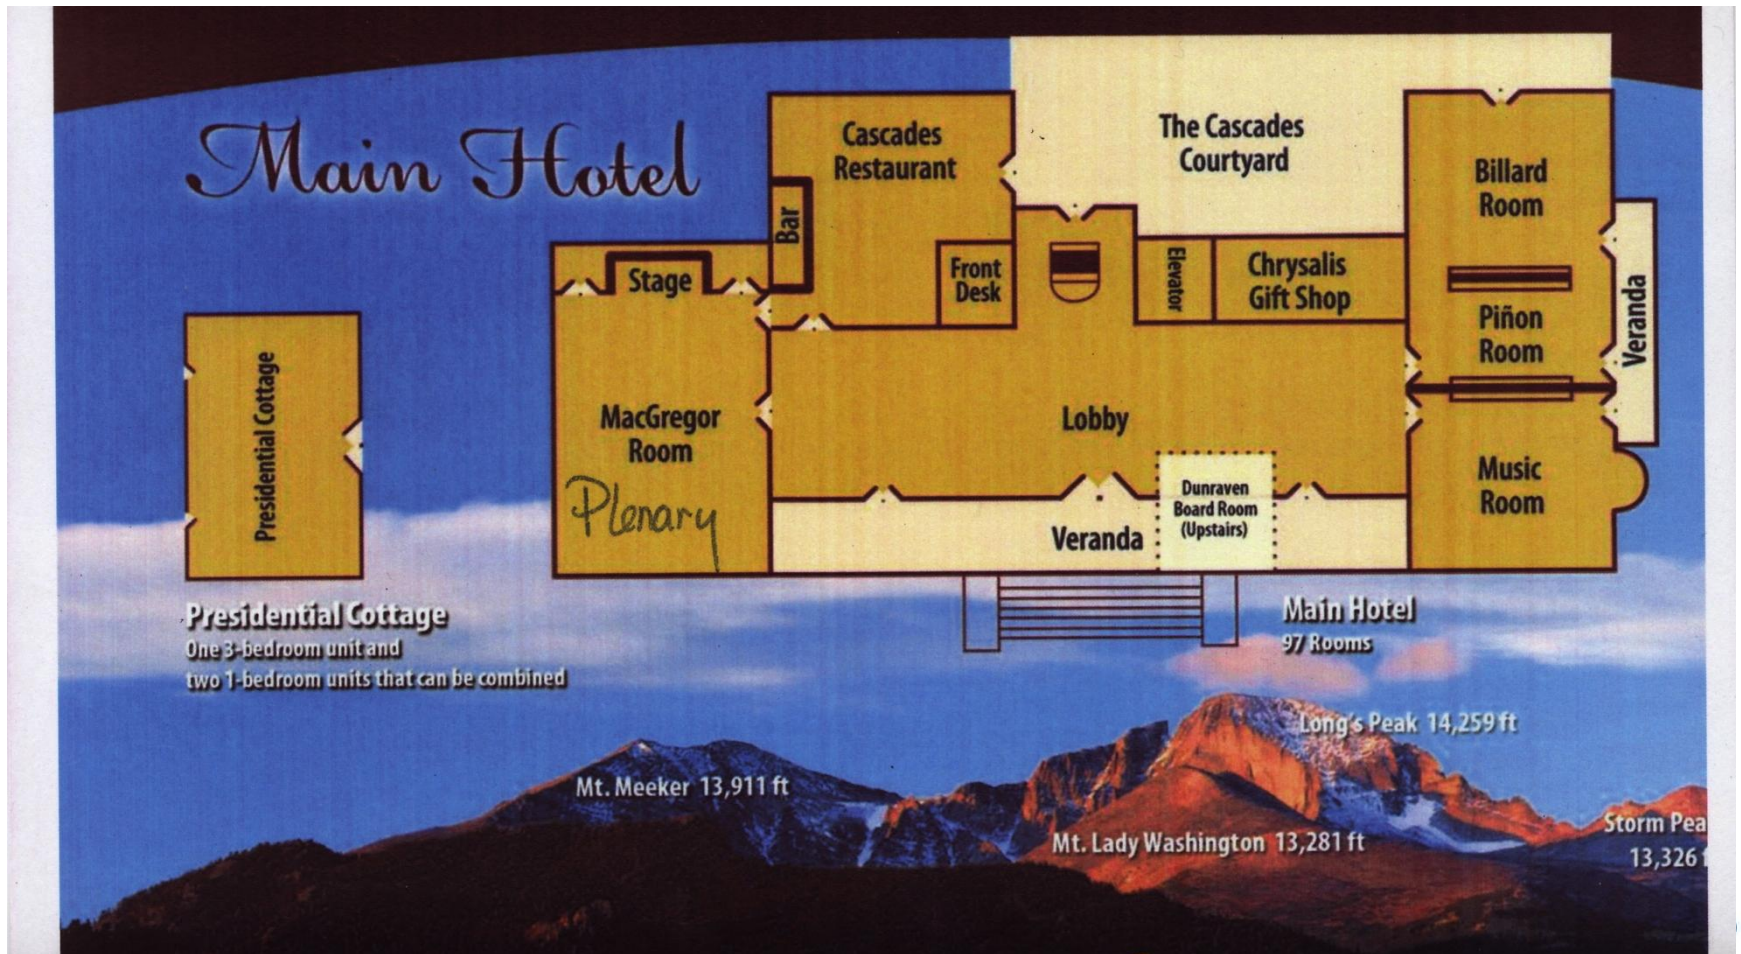 Main Hotel
Cascades
Restaurant
The Cascades
Courtyard
Billard
Room
Bar
Stage
Front
Desk
Elevator
Chrysalis
Gift Shop
Piñon
Room
Veranda
Presidential Cottage
MacGregor
Room
Plenary
Lobby
Dunraven
Board Room
(Upstairs)
Veranda
Music
Room
Presidential Cottage
One 3-bedroom unit and
two 1-bedroom units that can be combined
Main Hotel
97 Rooms
Long's Peak 14,259 ft
Mt. Meeker 13,911 ft
Mt. Lady Washington 13,281 ft
Storm Pea
13,326 f